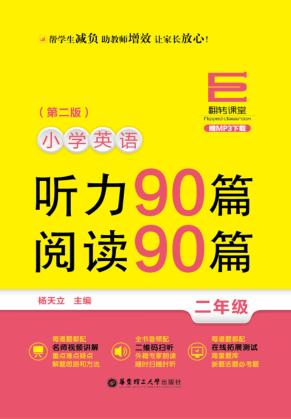 帮学生减负 助教师增效 让家长放心!
翻转课堂
Flipped classroom
赠MP3下载
(第二版)
小学英语
听力90篇
阅读90篇
杨天立 主编
二年级
每道题都配
名师视频讲解
重点难点疑点
解题思路和方法
全书音频配
二维码扫听
外籍专家朗读
随时扫随时听
每道题都配
在线拓展测试
海量题库
新题活题必考题
华东理工大学出版社